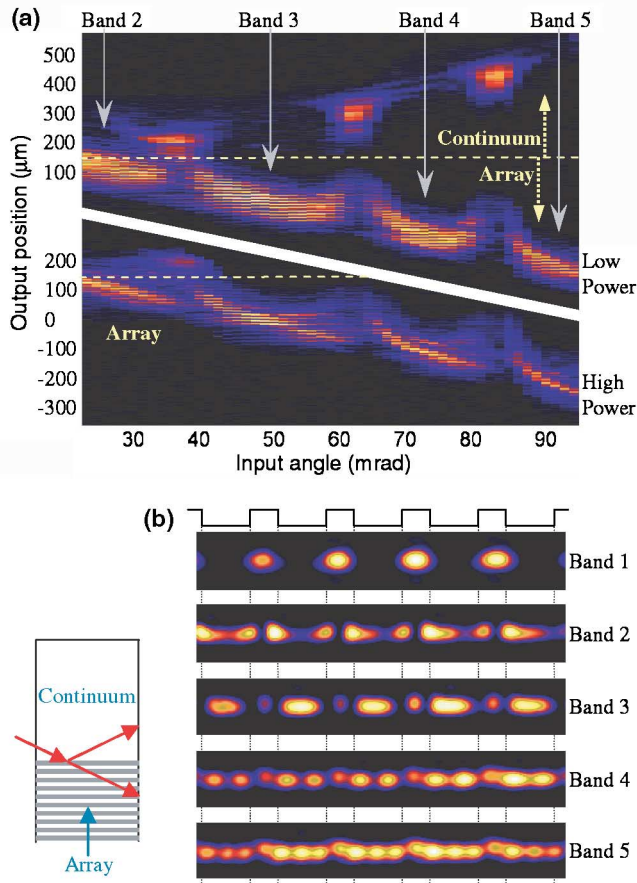 (a)
Band 2 Band 3 Band 4 Band 5
500
400
300
200
100
Continuum
Array
200
100
0
-100
-200
-300
Array
Low
Power
High
Power
Output position (μm)
30 40 50 60 70 80 90
Input angle (mrad)
(b)
Band 1
Band 2
Band 3
Band 4
Band 5
Continuum
Array